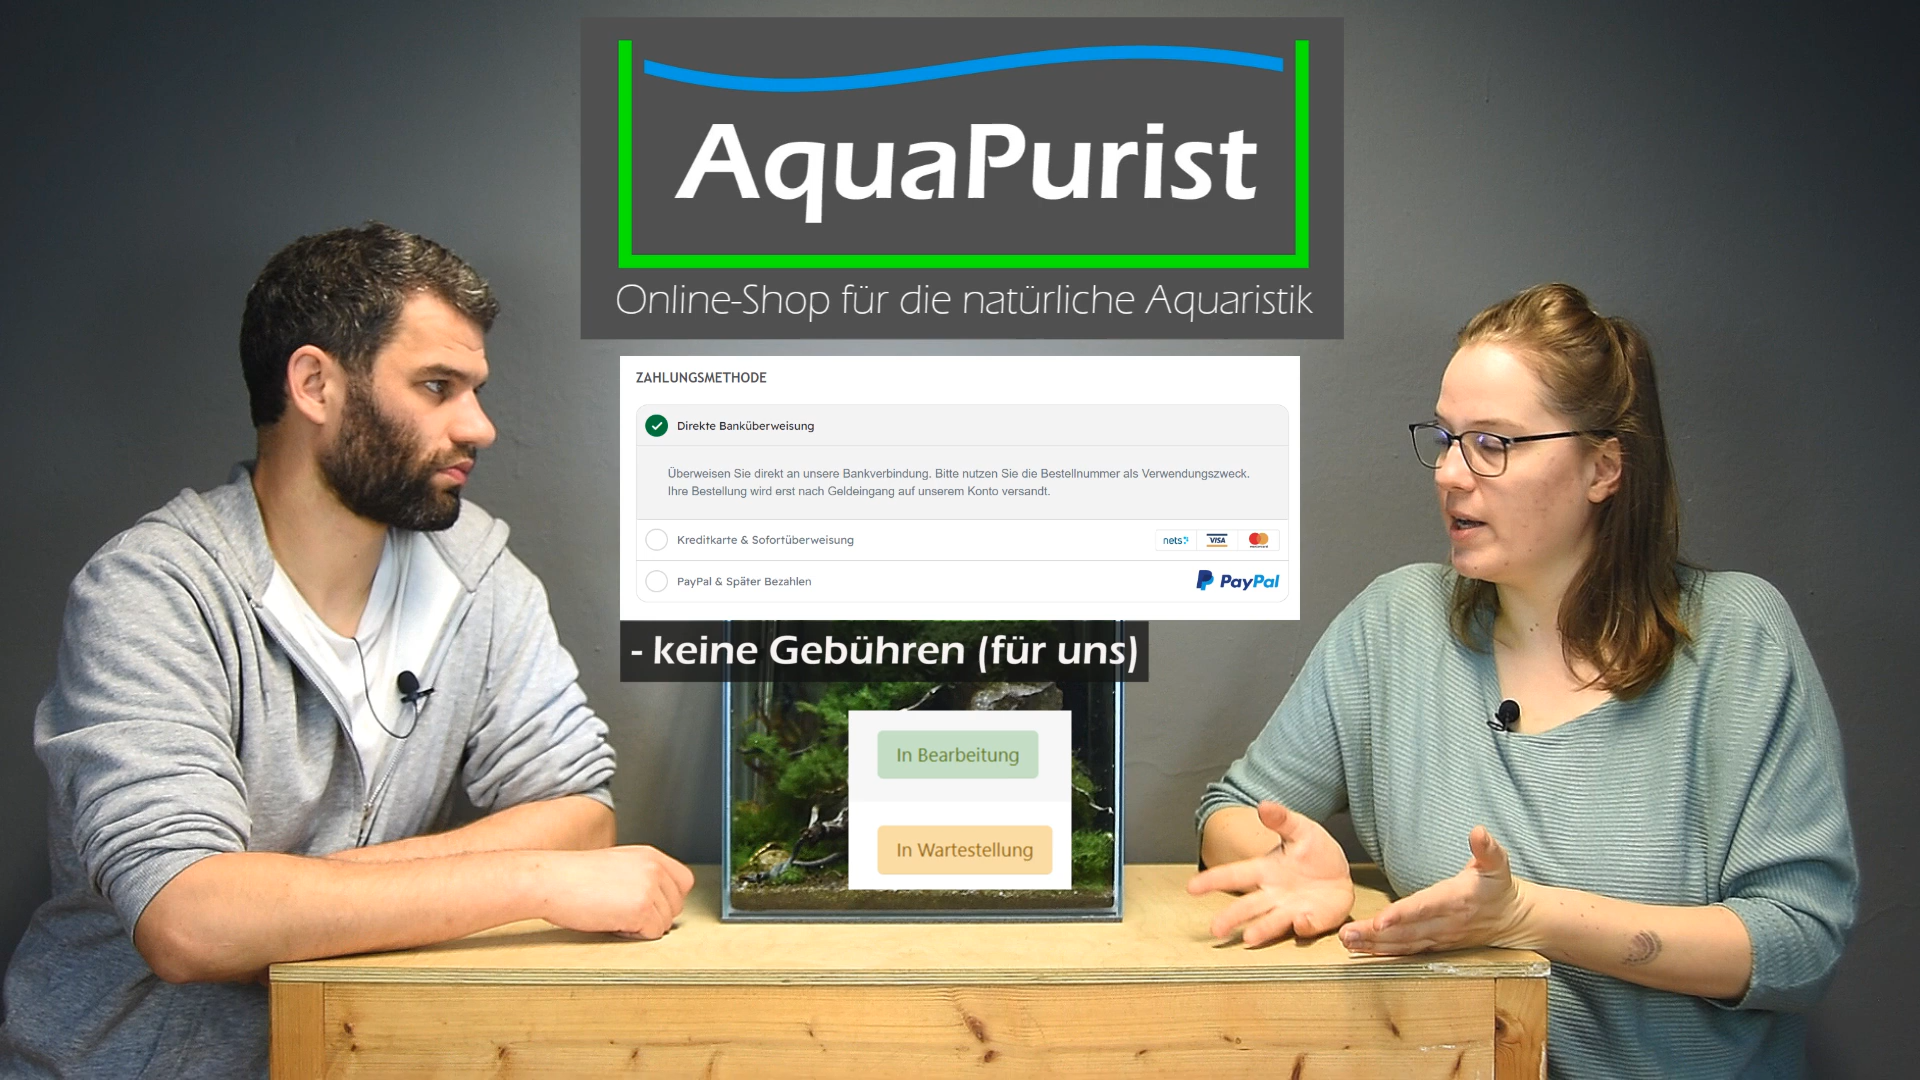 AquaPurist
Online-Shop für die natürliche Aquaristik
ZAHLUNGSMETHODE
Direkte Banküberweisung
Überweisen Sie direkt an unsere Bankverbindung. Bitte nutzen Sie die Bestellnummer als Verwendungszweck.
Ihre Bestellung wird erst nach Geldeingang auf unserem Konto versandt.
Kreditkarte & Sofortüberweisung
nets VISA
PayPal & Später Bezahlen
PayPal
- keine Gebühren (für uns)
In Bearbeitung
In Wartestellung